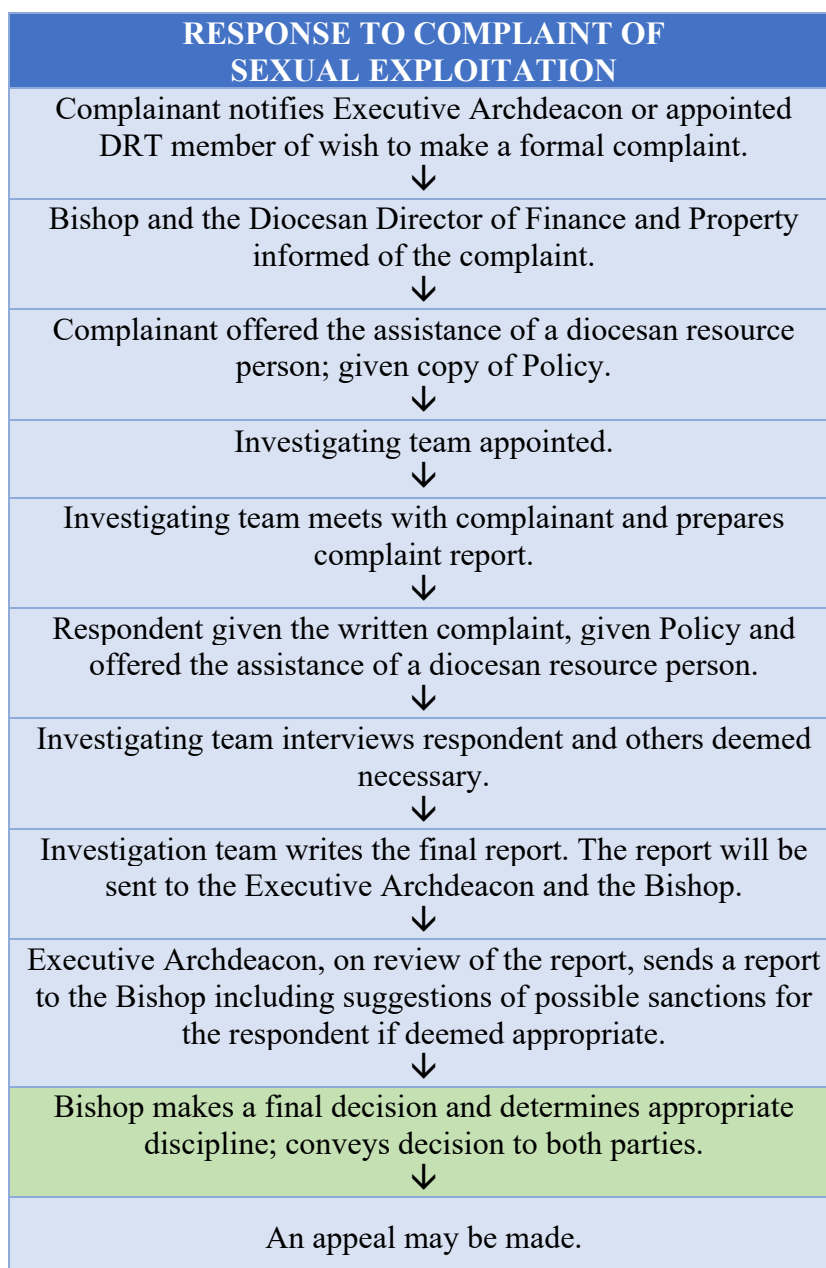 RESPONSE TO COMPLAINT OF
SEXUAL EXPLOITATION
Complainant notifies Executive Archdeacon or appointed
DRT member of wish to make a formal complaint.
↓
Bishop and the Diocesan Director of Finance and Property
informed of the complaint.
↓
Complainant offered the assistance of a diocesan resource
person; given copy of Policy.
↓
Investigating team appointed.
↓
Investigating team meets with complainant and prepares
complaint report.
↓
Respondent given the written complaint, given Policy and
offered the assistance of a diocesan resource person.
↓
Investigating team interviews respondent and others deemed
necessary.
↓
Investigation team writes the final report. The report will be
sent to the Executive Archdeacon and the Bishop.
↓
Executive Archdeacon, on review of the report, sends a report
to the Bishop including suggestions of possible sanctions for
the respondent if deemed appropriate.
↓
Bishop makes a final decision and determines appropriate
discipline; conveys decision to both parties.
↓
An appeal may be made.